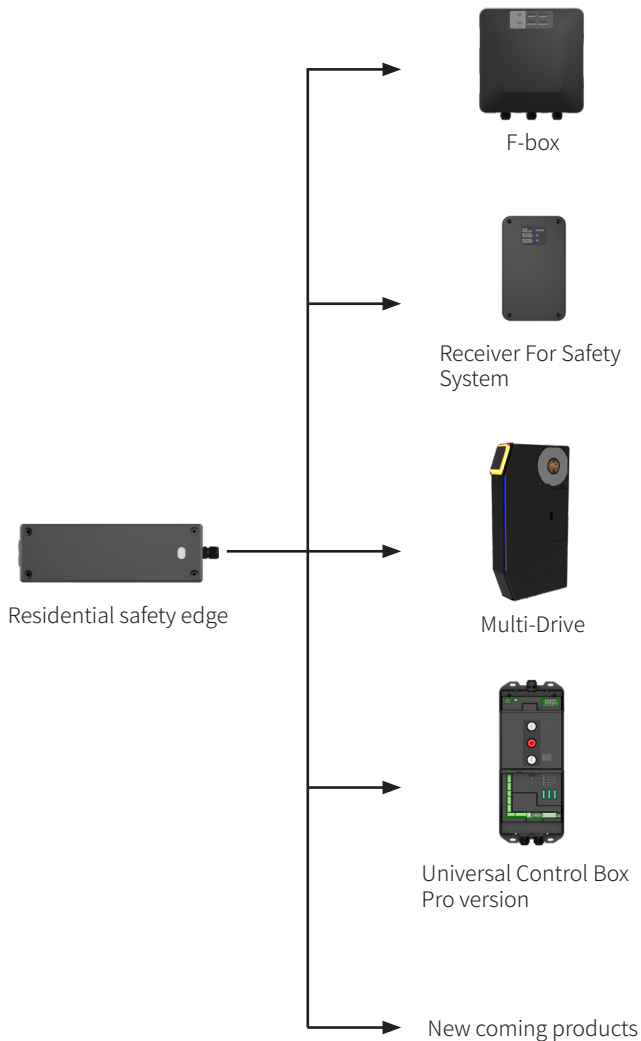 F-box
Receiver For Safety
System
Residential safety edge
Multi-Drive
Universal Control Box
Pro version
New coming products